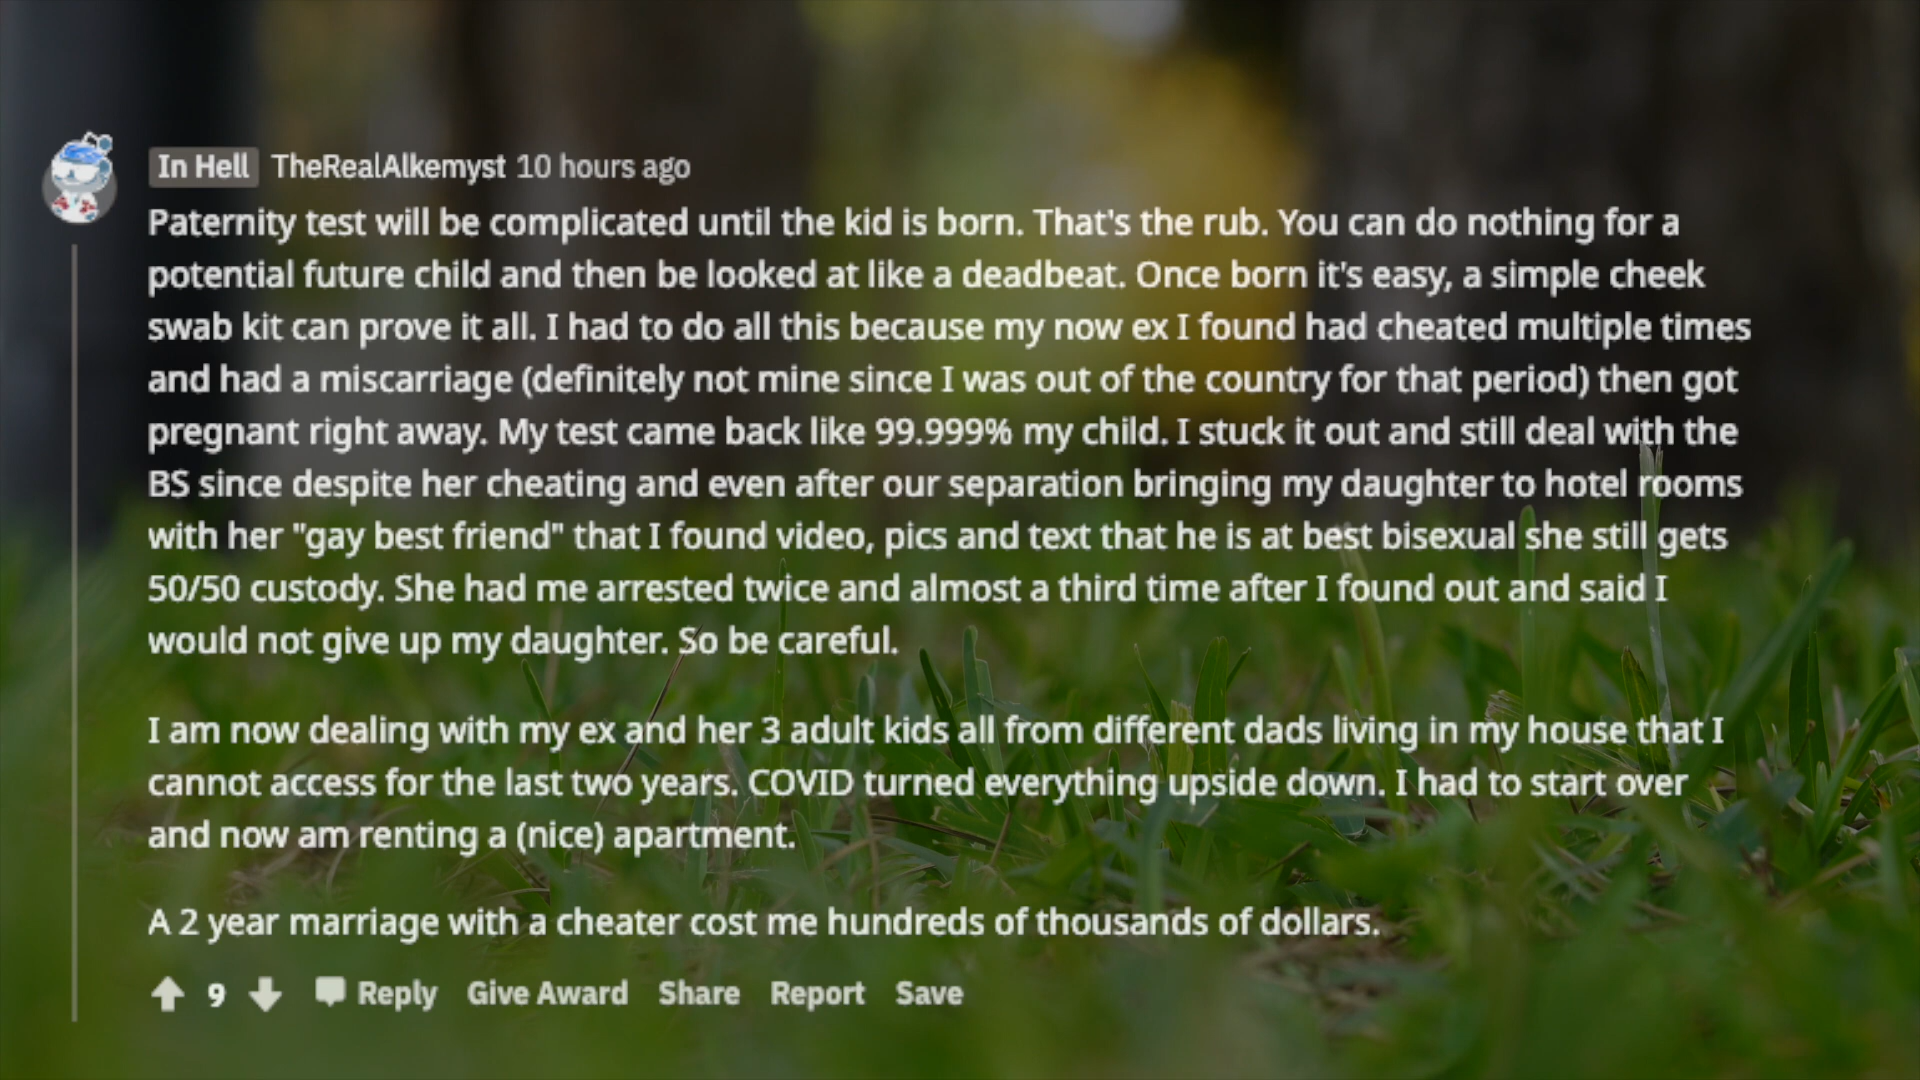 In Hell TheRealAlkemyst 10 hours ago
Paternity test will be complicated until the kid is born. That's the rub. You can do nothing for a
potential future child and then be looked at like a deadbeat. Once born it's easy, a simple cheek
swab kit can prove it all. I had to do all this because my now ex I found had cheated multiple times
and had a miscarriage (definitely not mine since I was out of the country for that period) then got
pregnant right away. My test came back like 99.999% my child. I stuck it out and still deal with the
BS since despite her cheating and even after our separation bringing my daughter to hotel rooms
with her "gay best friend" that I found video, pics and text that he is at best bisexual she still gets
50/50 custody. She had me arrested twice and almost a third time after I found out and said I
would not give up my daughter. So be careful.
I am now dealing with my ex and her 3 adult kids all from different dads living in my house that I
cannot access for the last two years. COVID turned everything upside down. I had to start over
and now am renting a (nice) apartment.
A 2 year marriage with a cheater cost me hundreds of thousands of dollars.
9 Reply Give Award Share Report Save